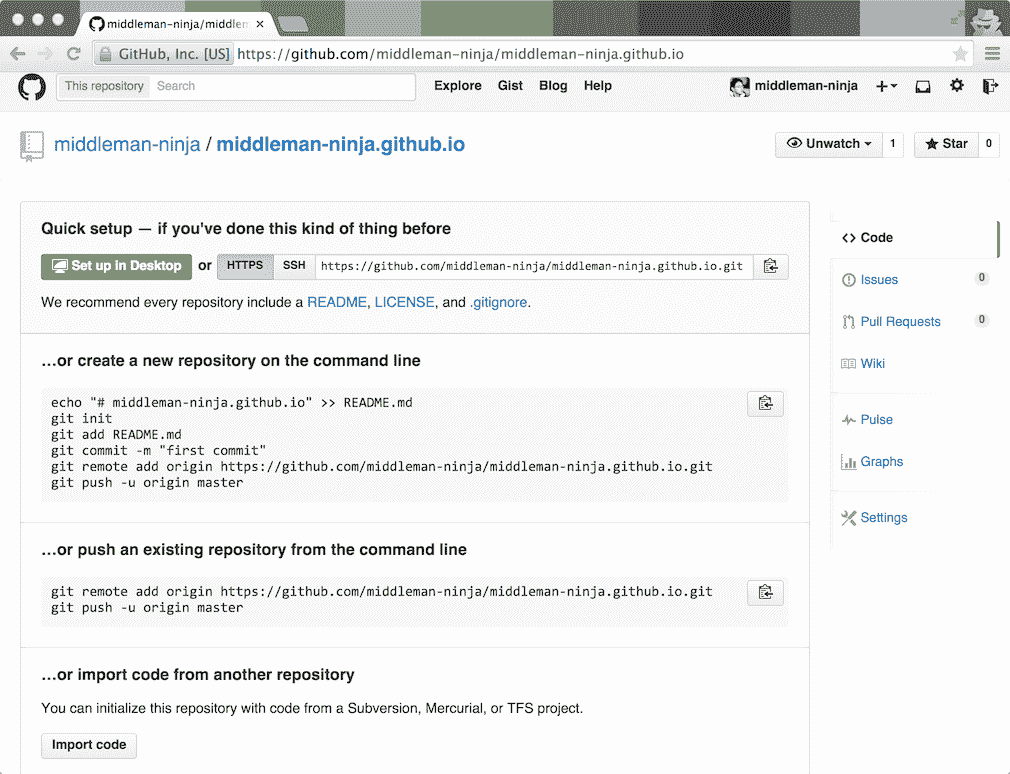 middleman-ninja/middlem
GitHub, Inc. [US] https://github.com/middleman-ninja/middleman-ninja.github.io
This repository Search Explore Gist Blog Help middleman-ninja
middleman-ninja / middleman-ninja.github.io Unwatch 1 Star 0
Quick setup — if you've done this kind of thing before
Set up in Desktop or HTTPS SSH https://github.com/middleman-ninja/middleman-ninja.github.io.git
We recommend every repository include a README, LICENSE, and .gitignore.
…or create a new repository on the command line
echo "# middleman-ninja.github.io" >> README.md
git init
git add README.md
git commit -m "first commit"
git remote add origin https://github.com/middleman-ninja/middleman-ninja.github.io.git
git push -u origin master
…or push an existing repository from the command line
git remote add origin https://github.com/middleman-ninja/middleman-ninja.github.io.git
git push -u origin master
…or import code from another repository
You can initialize this repository with code from a Subversion, Mercurial, or TFS project.
Import code
Code
Issues 0
Pull Requests 0
Wiki
Pulse
Graphs
Settings